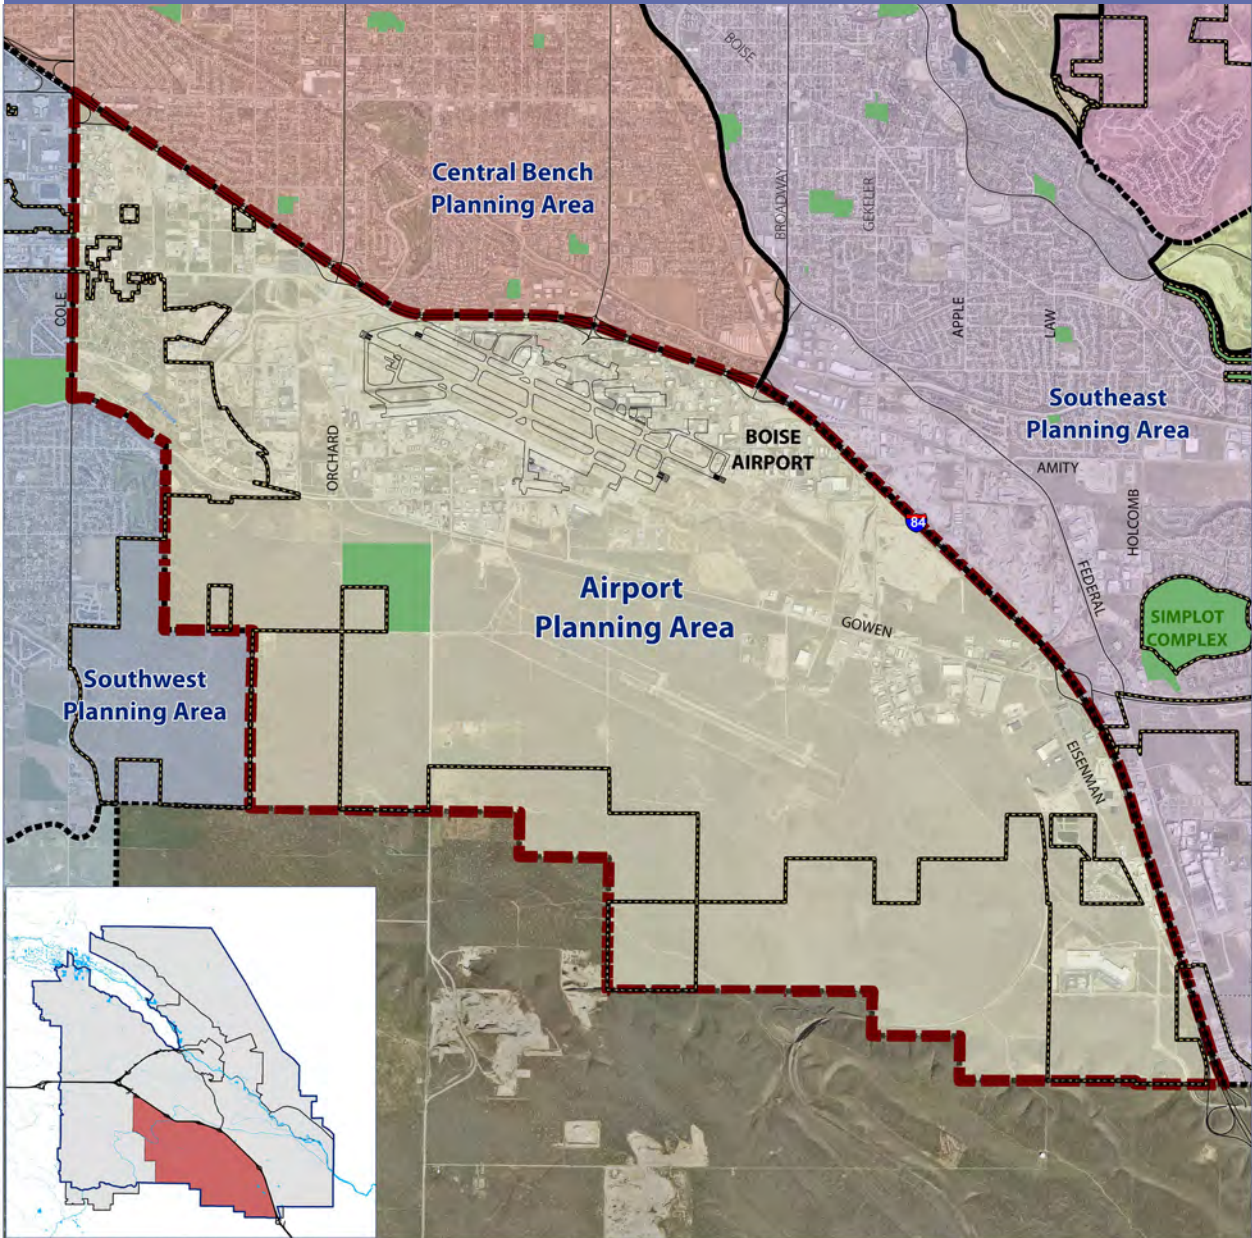 BOISE
Central Bench
Planning Area
BROADWAY
GEKELER
COLE
APPLE
LAW
Southeast
Planning Area
ORCHARD
BOISE
AIRPORT
AMITY
HOLCOMB
84
FEDERAL
Airport
Planning Area
GOWEN
SIMPLOT
COMPLEX
Southwest
Planning Area
EISENMAN